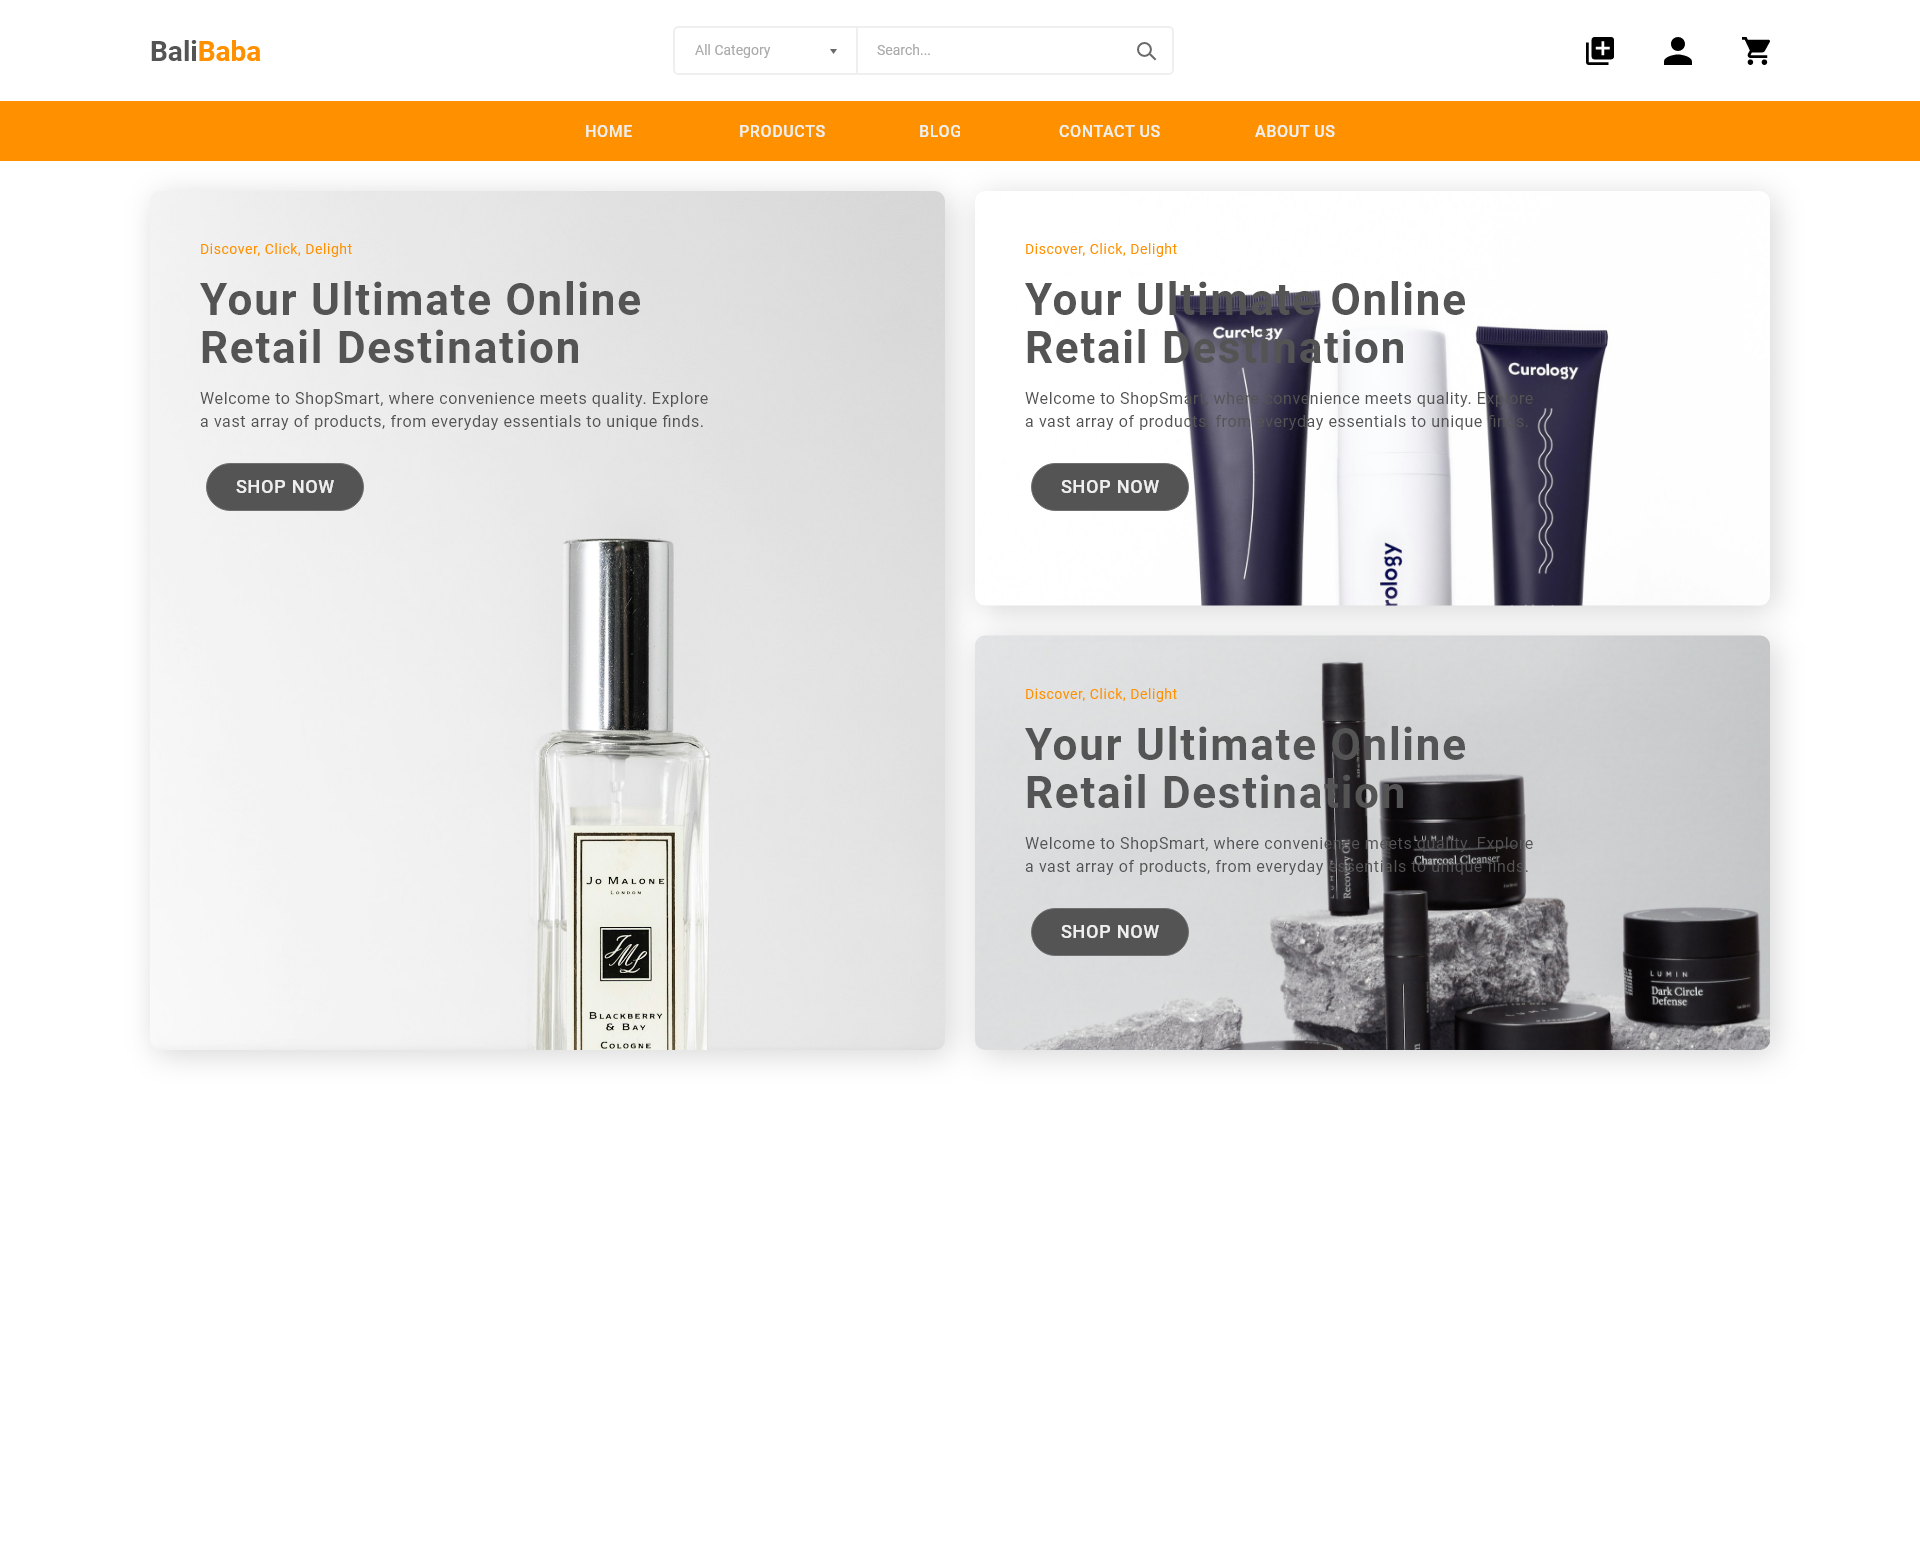 BaliBaba
All Category
Search...
HOME
PRODUCTS
BLOG
CONTACT US
ABOUT US
Discover, Click, Delight
Your Ultimate Online
Retail Destination
Welcome to ShopSmart, where convenience meets quality. Explore
a vast array of products, from everyday essentials to unique finds.
SHOP NOW
JO MALONE
LONDON
JML
BLACKBERRY
& BAY
COLOGNE
Discover, Click, Delight
Your Ultimate Online
Retail Destination
Welcome to ShopSmart, where convenience meets quality. Explore
a vast array of products, from everyday essentials to unique finds.
SHOP NOW
Curology
Curology
rology
Discover, Click, Delight
Your Ultimate Online
Retail Destination
Welcome to ShopSmart, where convenience meets quality. Explore
a vast array of products, from everyday essentials to unique finds.
SHOP NOW
LUMIN
Recovery Oil
LUMIN
Charcoal Cleanser
LUMIN
Dark Circle
Defense
LUMIN